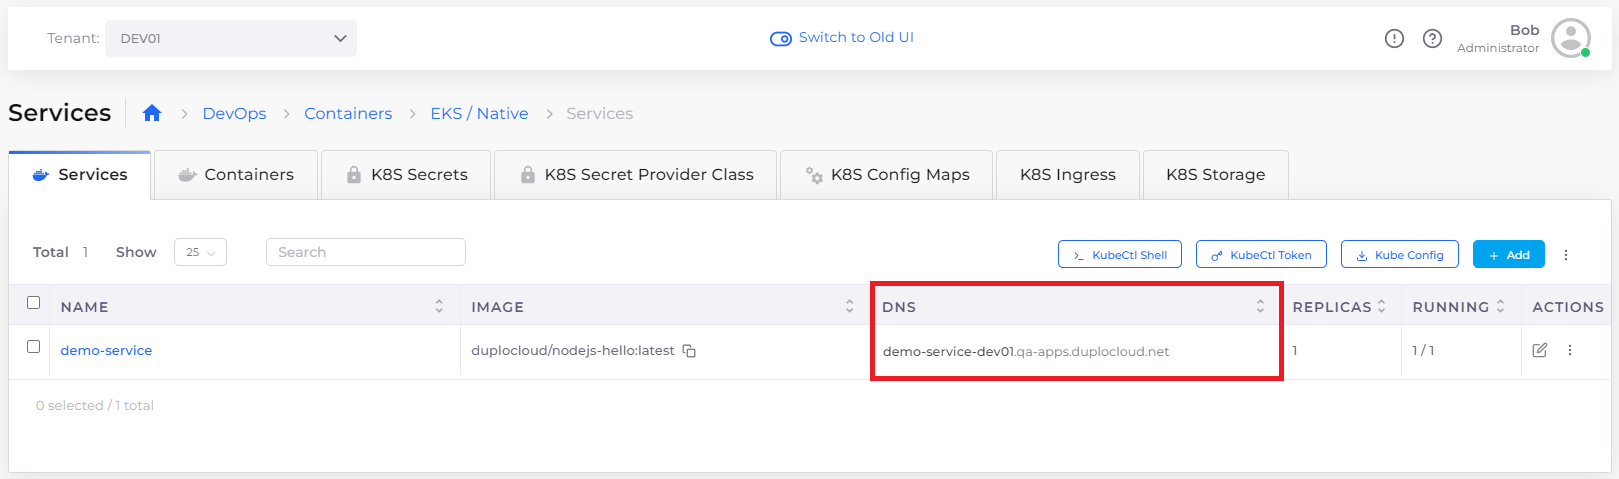 Tenant: DEV01 Switch to Old UI Bob
Administrator
Services DevOps Containers EKS / Native Services
Services Containers K8S Secrets K8S Secret Provider Class K8S Config Maps K8S Ingress K8S Storage
Total 1 Show 25 Search KubeCtl Shell KubeCtl Token Kube Config + Add
NAME IMAGE DNS REPLICAS RUNNING ACTIONS
demo-service duplocloud/nodejs-hello:latest demo-service-dev01.qa-apps.duplocloud.net 1 1 / 1
0 selected / 1 total